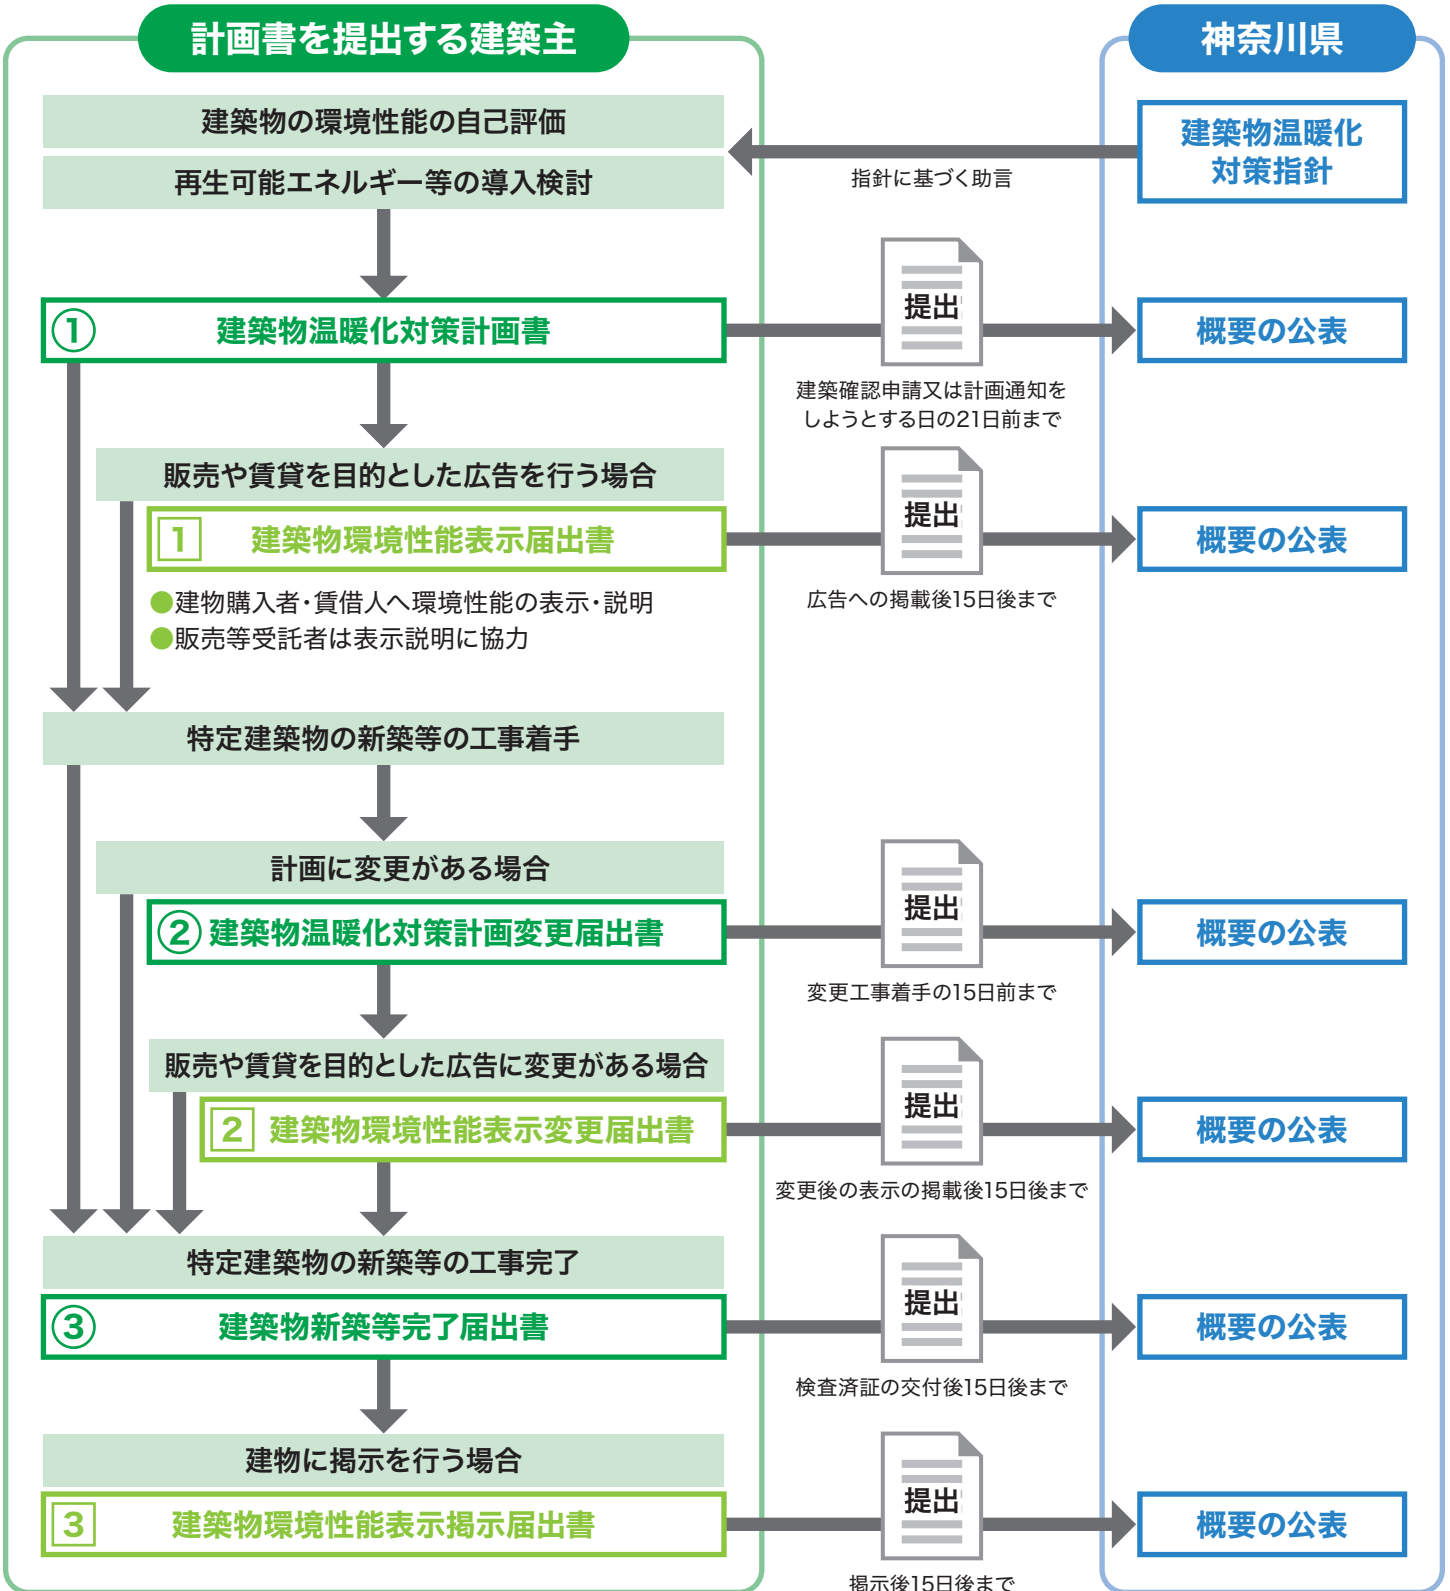 計画書を提出する建築主
神奈川県
建築物の環境性能の自己評価
再生可能エネルギー等の導入検討
指針に基づく助言
建築物温暖化
対策指針
① 建築物温暖化対策計画書
提出
概要の公表
建築確認申請又は計画通知を
しようとする日の21日前まで
販売や賃貸を目的とした広告を行う場合
1 建築物環境性能表示届出書
提出
概要の公表
広告への掲載後15日後まで
●建物購入者・賃借人へ環境性能の表示・説明
●販売等受託者は表示説明に協力
特定建築物の新築等の工事着手
計画に変更がある場合
② 建築物温暖化対策計画変更届出書
提出
概要の公表
変更工事着手の15日前まで
販売や賃貸を目的とした広告に変更がある場合
2 建築物環境性能表示変更届出書
提出
概要の公表
変更後の表示の掲載後15日後まで
特定建築物の新築等の工事完了
③ 建築物新築等完了届出書
提出
概要の公表
検査済証の交付後15日後まで
建物に掲示を行う場合
3 建築物環境性能表示掲示届出書
提出
概要の公表
掲示後15日後まで